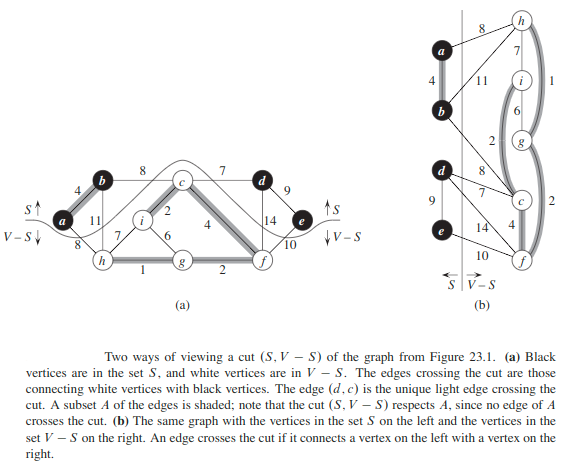 8
h
a
7
4
11
i
1
b
6
2
g
8
7
b
c
d
d
8
4
9
7
S↑
2
14
↑S
9
c
2
a
11
i
4
e
14
4
e
V – S↓
8
7
6
10
↓V – S
10
h
g
f
f
1
2
S
V – S
(a)
(b)
Two ways of viewing a cut (S, V – S) of the graph from Figure 23.1. (a) Black
vertices are in the set S, and white vertices are in V – S. The edges crossing the cut are those
connecting white vertices with black vertices. The edge (d, c) is the unique light edge crossing the
cut. A subset A of the edges is shaded; note that the cut (S, V – S) respects A, since no edge of A
crosses the cut. (b) The same graph with the vertices in the set S on the left and the vertices in the
set V – S on the right. An edge crosses the cut if it connects a vertex on the left with a vertex on the
right.